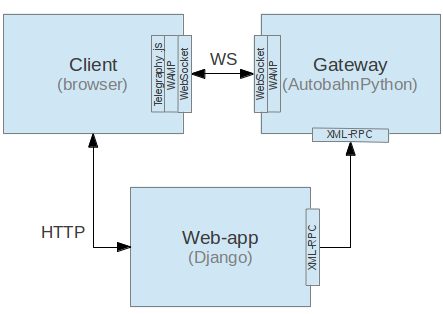 Client
(browser)
Telegraphy.js
WAMP
WebSocket
WS
WebSocket
WAMP
Gateway
(AutobahnPython)
XML-RPC
HTTP
Web-app
(Django)
XML-RPC